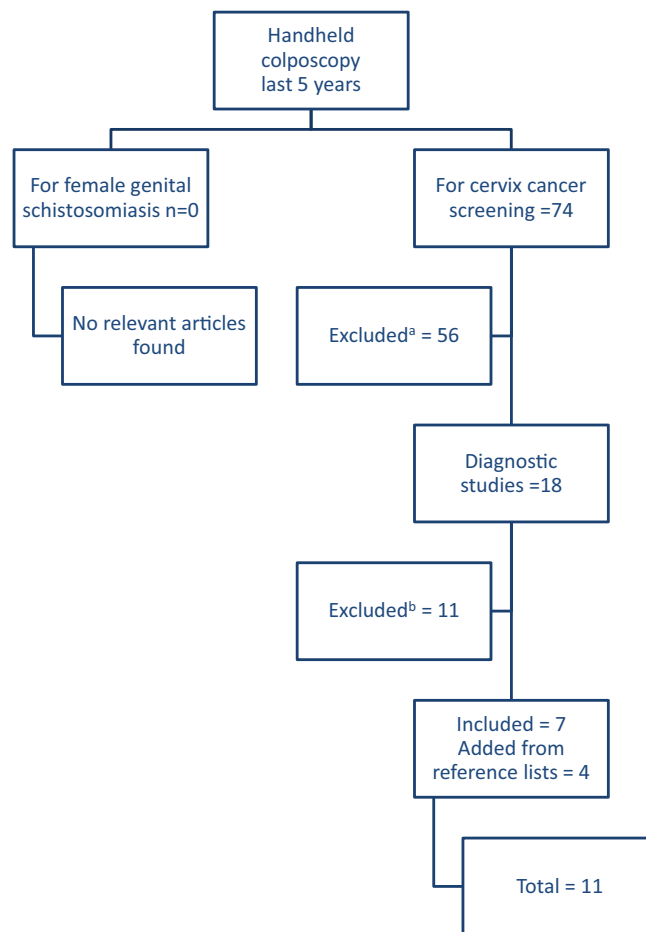 Handheld
colposcopy
last 5 years
For female genital
schistosomiasis n=0
For cervix cancer
screening =74
No relevant articles
found
Excludedᵃ = 56
Diagnostic
studies =18
Excludedᵇ = 11
Included = 7
Added from
reference lists = 4
Total = 11